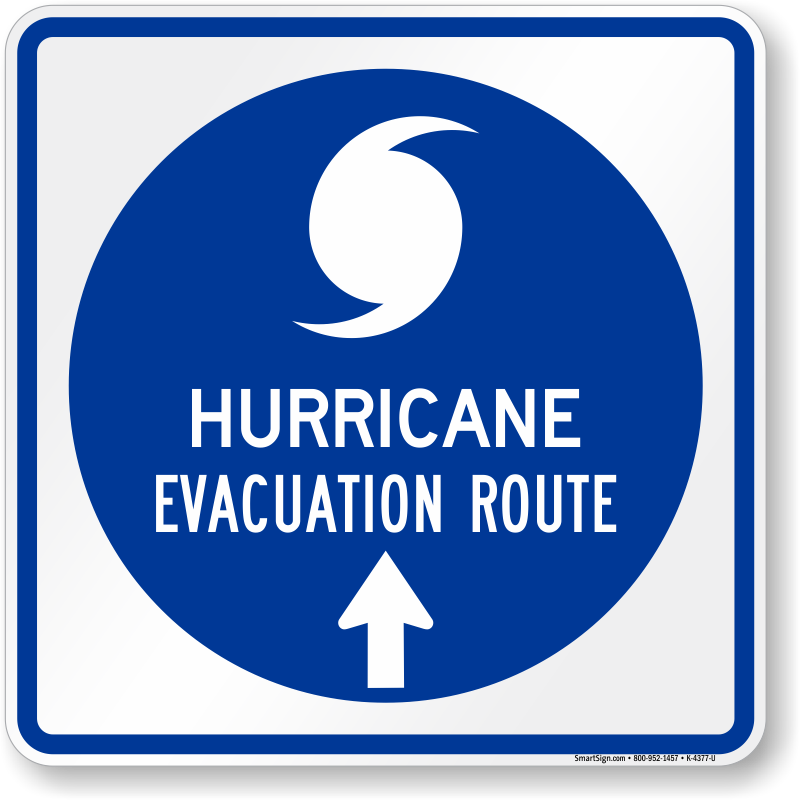 HURRICANE
EVACUATION ROUTE
SmartSign.com • 800-952-1457 • K-4377-U